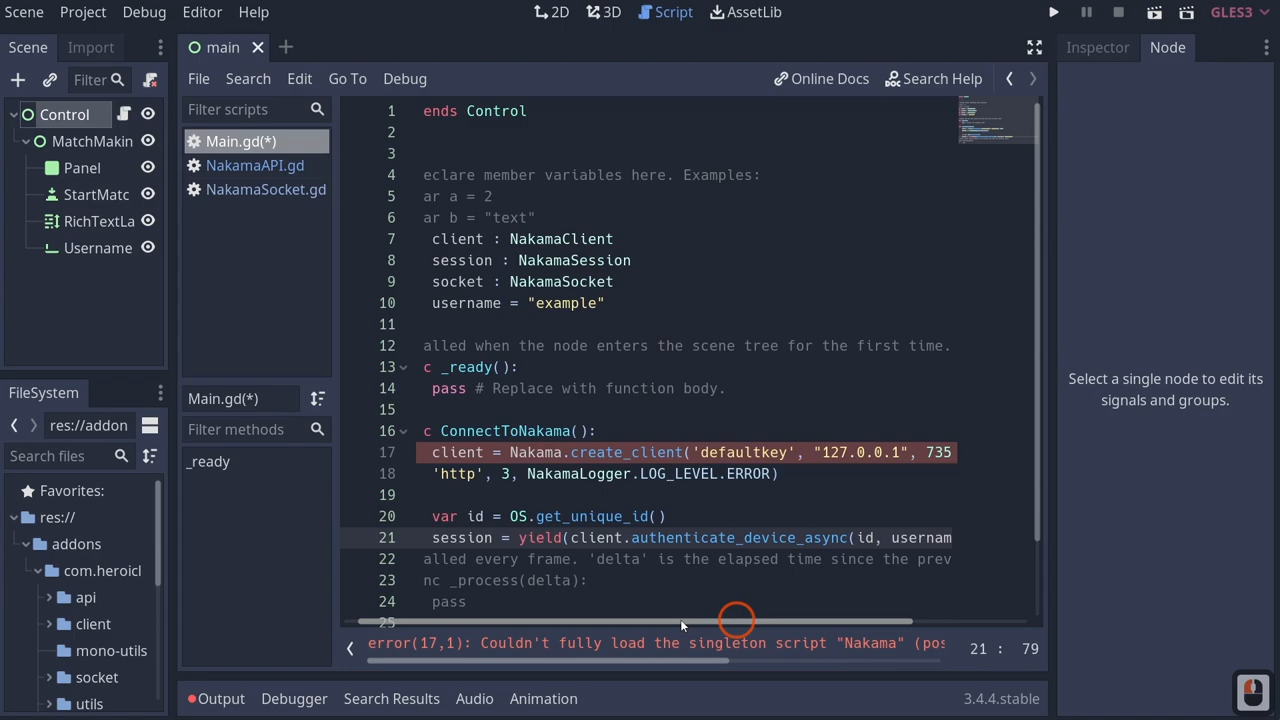 Scene Project Debug Editor Help 2D 3D Script AssetLib GLES3
Scene Import main Inspector Node
Filter File Search Edit Go To Debug Online Docs Search Help
Control
MatchMakin
Panel
StartMatc
RichTextLa
Username
Filter scripts
Main.gd(*)
NakamaAPI.gd
NakamaSocket.gd
Main.gd(*)
Filter methods
_ready
1 ends Control
2
3
4 eclare member variables here. Examples:
5 ar a = 2
6 ar b = "text"
7 client : NakamaClient
8 session : NakamaSession
9 socket : NakamaSocket
10 username = "example"
11
12 alled when the node enters the scene tree for the first time.
13 c _ready():
14 pass # Replace with function body.
15
16 c ConnectToNakama():
17 client = Nakama.create_client('defaultkey', "127.0.0.1", 735
18 'http', 3, NakamaLogger.LOG_LEVEL.ERROR)
19
20 var id = OS.get_unique_id()
21 session = yield(client.authenticate_device_async(id, usernam
22 alled every frame. 'delta' is the elapsed time since the prev
23 nc _process(delta):
24 pass
25
error(17,1): Couldn't fully load the singleton script "Nakama" (pos
21 : 79
Select a single node to edit its
signals and groups.
FileSystem
res://addon
Search files
Favorites:
res://
addons
com.heroicl
api
client
mono-utils
socket
utils
Output Debugger Search Results Audio Animation 3.4.4.stable